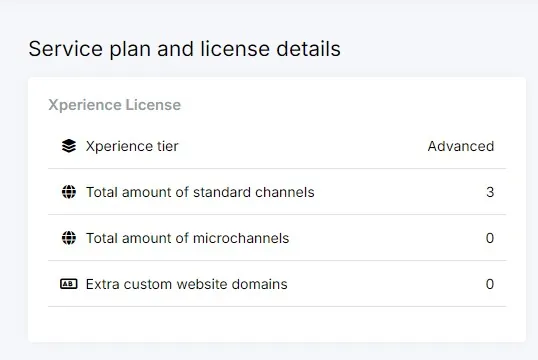 Service plan and license details
Xperience License
Xperience tier Advanced
Total amount of standard channels 3
Total amount of microchannels 0
AB Extra custom website domains 0